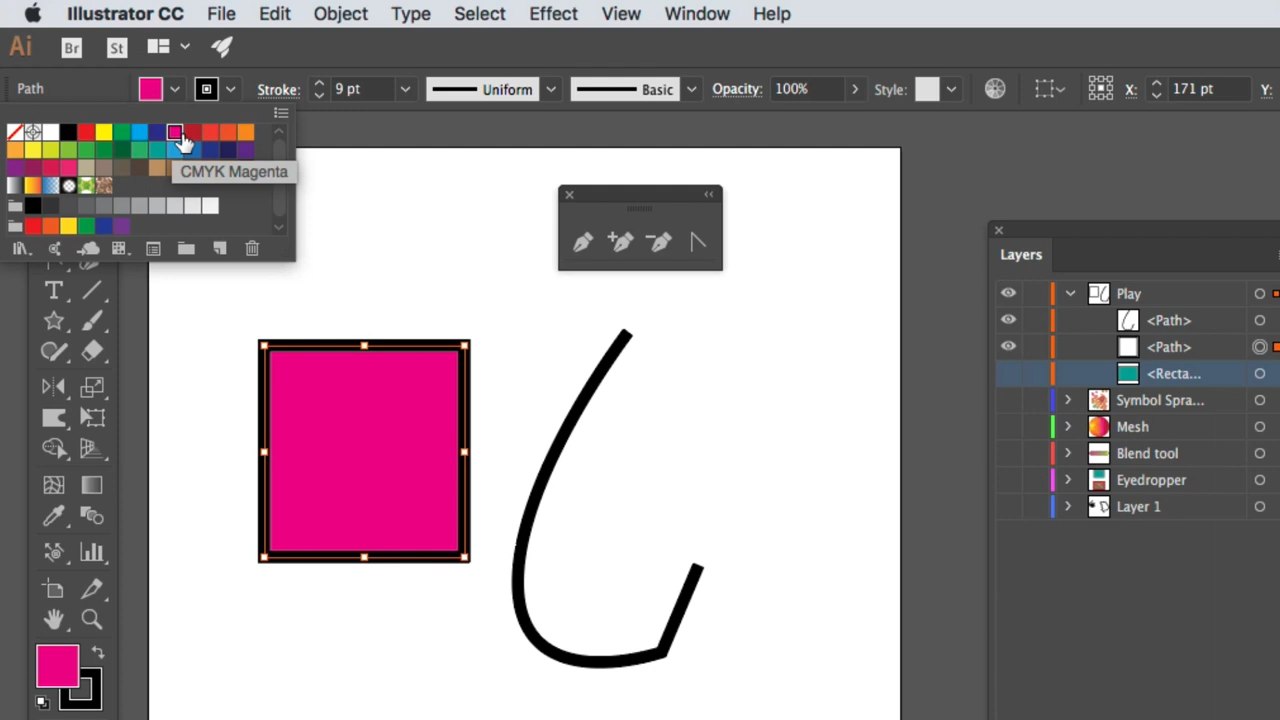 Illustrator CC File Edit Object Type Select Effect View Window Help
Ai Br St
Path Stroke: 9 pt Uniform Basic Opacity: 100% Style: X: 171 pt Y:
CMYK Magenta
Layers
Play
<Path>
<Path>
<Recta...
Symbol Spra...
Mesh
Blend tool
Eyedropper
Layer 1